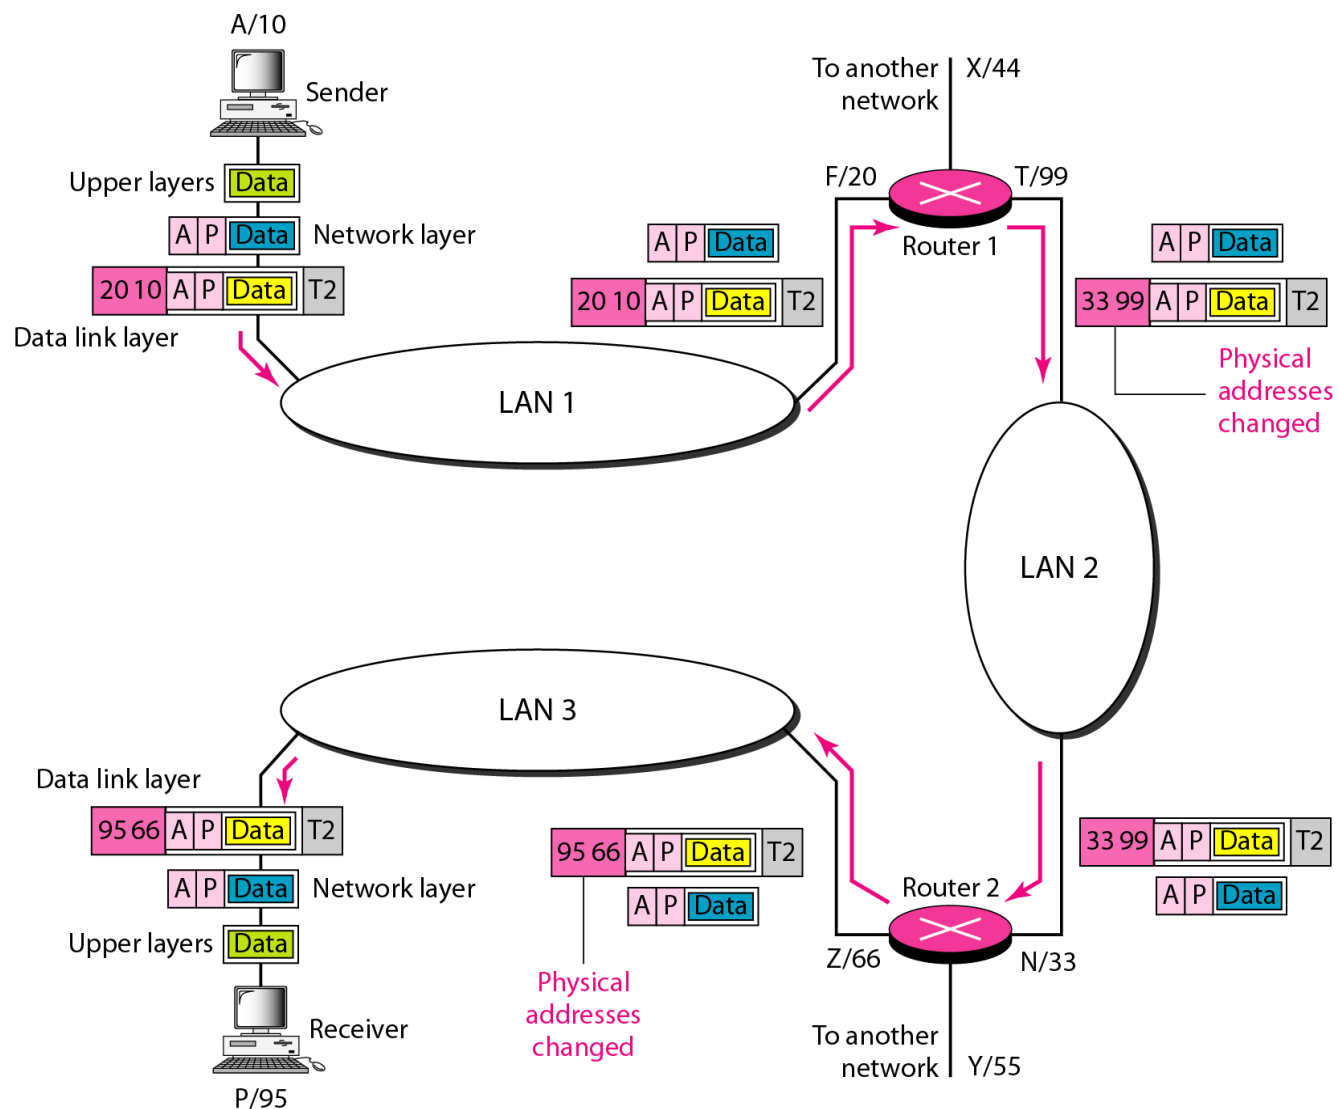 A/10
Sender
Upper layers
Data
A P Data
Network layer
20 10 A P Data T2
Data link layer
LAN 1
A P Data
20 10 A P Data T2
To another
network
X/44
F/20
T/99
Router 1
A P Data
33 99 A P Data T2
Physical
addresses
changed
LAN 2
33 99 A P Data T2
A P Data
Router 2
Z/66
N/33
To another
network
Y/55
LAN 3
95 66 A P Data T2
A P Data
Physical
addresses
changed
Data link layer
95 66 A P Data T2
A P Data
Network layer
Upper layers
Data
Receiver
P/95